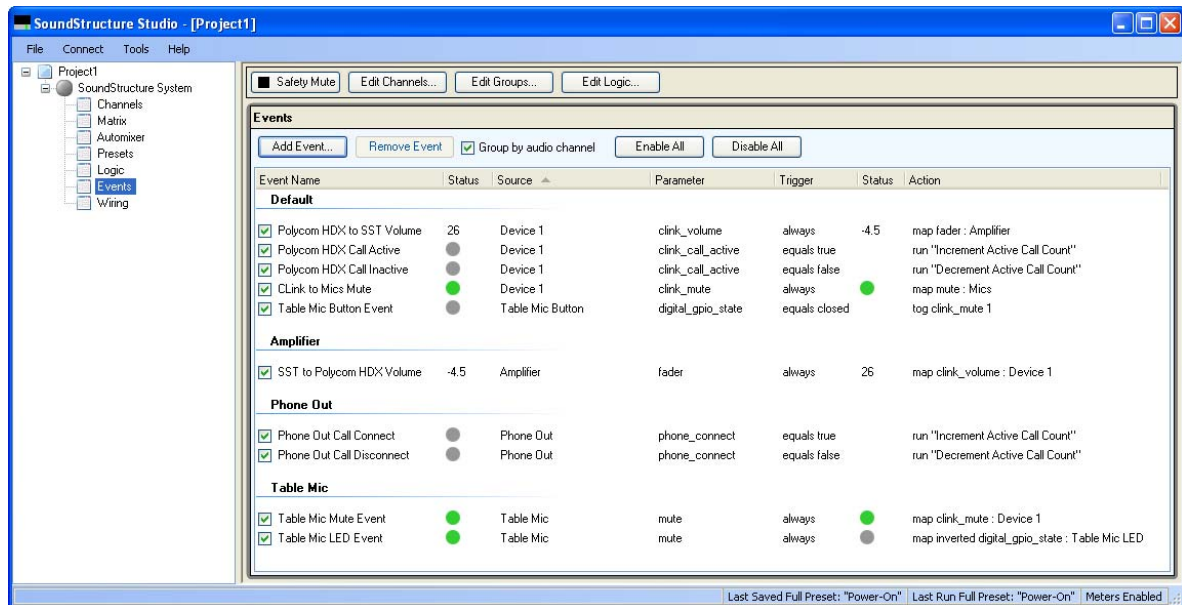 SoundStructure Studio - [Project1]
File Connect Tools Help
Project1
SoundStructure System
Channels
Matrix
Automixer
Presets
Logic
Events
Wiring
Safety Mute Edit Channels... Edit Groups... Edit Logic...
Events
Add Event... Remove Event Group by audio channel Enable All Disable All
Event Name Status Source Parameter Trigger Status Action
Default
Polycom HDX to SST Volume 26 Device 1 clink_volume always -4.5 map fader : Amplifier
Polycom HDX Call Active Device 1 clink_call_active equals true run "Increment Active Call Count"
Polycom HDX Call Inactive Device 1 clink_call_active equals false run "Decrement Active Call Count"
CLink to Mics Mute Device 1 clink_mute always map mute : Mics
Table Mic Button Event Table Mic Button digital_gpio_state equals closed tog clink_mute 1
Amplifier
SST to Polycom HDX Volume -4.5 Amplifier fader always 26 map clink_volume : Device 1
Phone Out
Phone Out Call Connect Phone Out phone_connect equals true run "Increment Active Call Count"
Phone Out Call Disconnect Phone Out phone_connect equals false run "Decrement Active Call Count"
Table Mic
Table Mic Mute Event Table Mic mute always map clink_mute : Device 1
Table Mic LED Event Table Mic mute always map inverted digital_gpio_state : Table Mic LED
Last Saved Full Preset: "Power-On" Last Run Full Preset: "Power-On" Meters Enabled